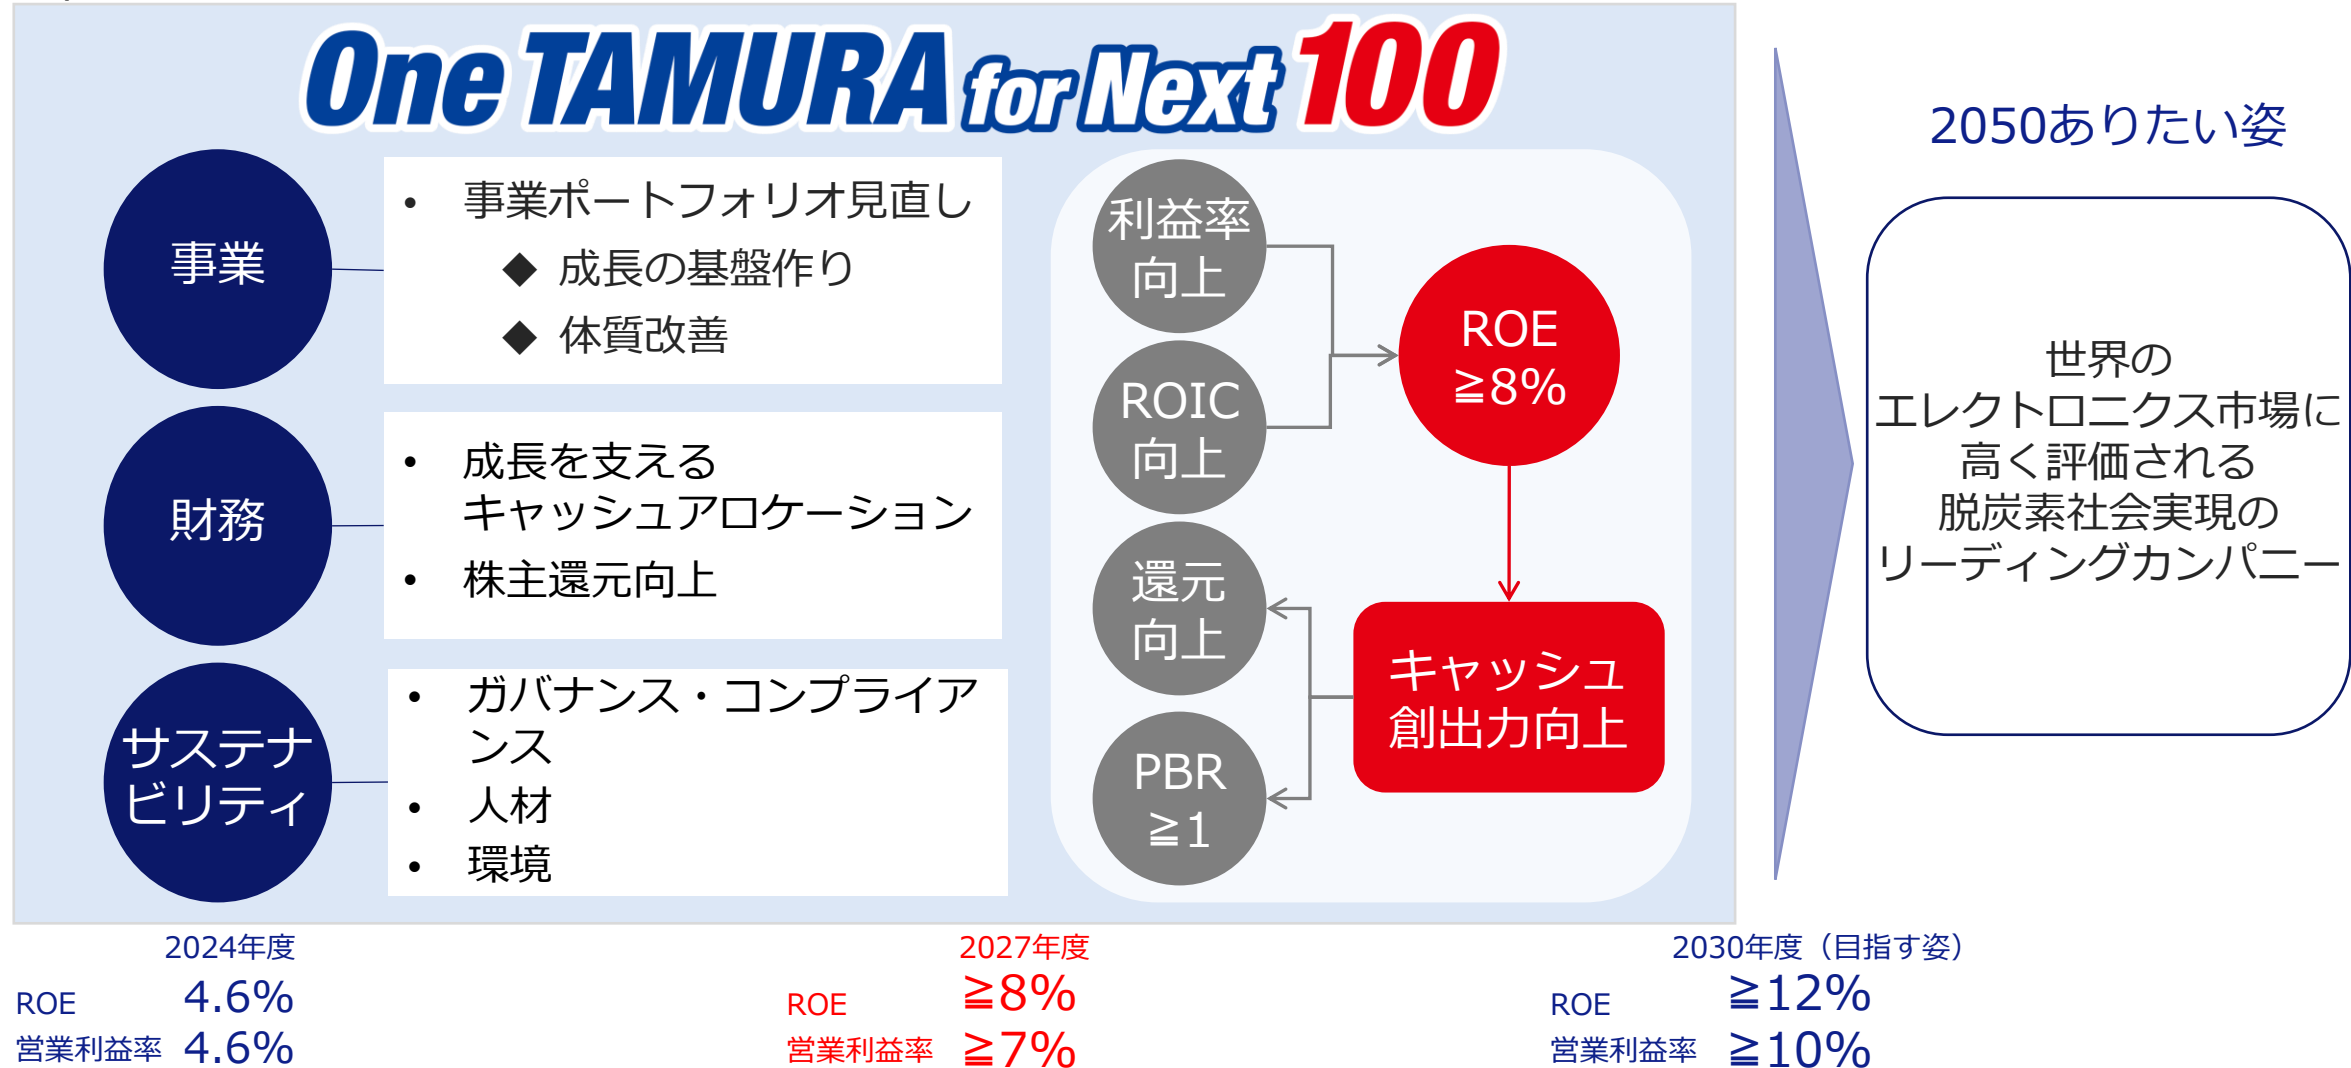 One TAMURA for Next 100
事業
• 事業ポートフォリオ見直し
◆ 成長の基盤作り
◆ 体質改善
財務
• 成長を支える
キャッシュアロケーション
• 株主還元向上
サステナ
ビリティ
• ガバナンス・コンプライア
ンス
• 人材
• 環境
利益率
向上
ROIC
向上
ROE
≧8%
還元
向上
PBR
≧1
キャッシュ
創出力向上
2050ありたい姿
世界の
エレクトロニクス市場に
高く評価される
脱炭素社会実現の
リーディングカンパニー
2024年度
ROE 4.6%
営業利益率 4.6%
2027年度
ROE ≧8%
営業利益率 ≧7%
2030年度（目指す姿）
ROE ≧12%
営業利益率 ≧10%